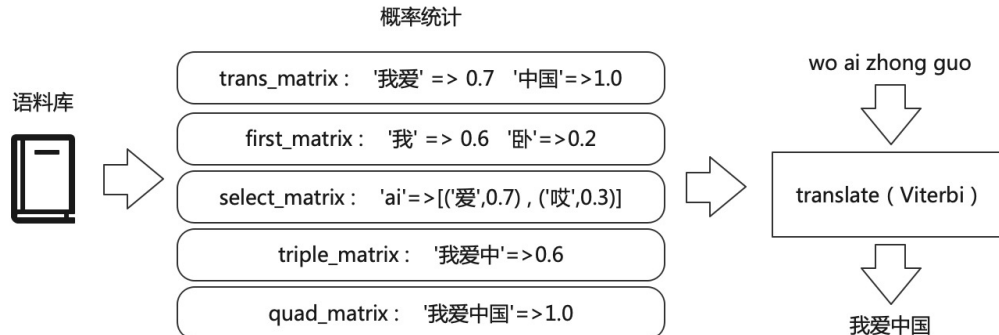 概率统计
语料库
trans_matrix : '我爱' => 0.7 '中国'=>1.0
first_matrix : '我' => 0.6 '卧'=>0.2
select_matrix : 'ai'=>[('爱',0.7) , ('哎',0.3)]
triple_matrix : '我爱中'=>0.6
quad_matrix : '我爱中国'=>1.0
wo ai zhong guo
translate ( Viterbi )
我爱中国